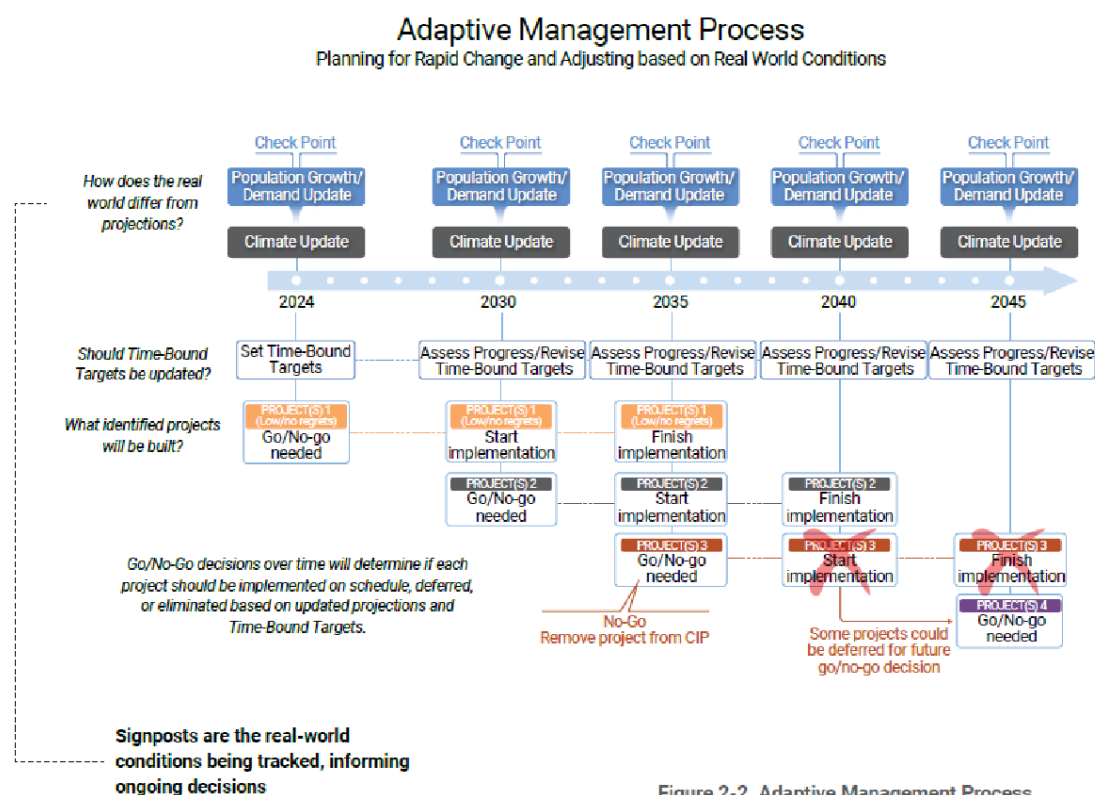 Adaptive Management Process
Planning for Rapid Change and Adjusting based on Real World Conditions
Check Point
Check Point
Check Point
Check Point
Check Point
How does the real
world differ from
projections?
Population Growth/
Demand Update
Population Growth/
Demand Update
Population Growth/
Demand Update
Population Growth/
Demand Update
Population Growth/
Demand Update
Climate Update
Climate Update
Climate Update
Climate Update
Climate Update
2024
2030
2035
2040
2045
Should Time-Bound
Targets be updated?
Set Time-Bound
Targets
Assess Progress/Revise
Time-Bound Targets
Assess Progress/Revise
Time-Bound Targets
Assess Progress/Revise
Time-Bound Targets
Assess Progress/Revise
Time-Bound Targets
What identified projects
will be built?
PROJECT(S) 1
(Low/no regrets)
Go/No-go
needed
PROJECT(S) 1
(Low/no regrets)
Start
implementation
PROJECT(S) 1
(Low/no regrets)
Finish
implementation
PROJECT(S) 2
Go/No-go
needed
PROJECT(S) 2
Start
implementation
PROJECT(S) 2
Finish
implementation
PROJECT(S) 3
Go/No-go
needed
PROJECT(S) 3
Start
implementation
PROJECT(S) 3
Finish
implementation
Go/No-Go decisions over time will determine if each
project should be implemented on schedule, deferred,
or eliminated based on updated projections and
Time-Bound Targets.
No-Go
Remove project from CIP
PROJECT(S) 4
Go/No-go
needed
Some projects could
be deferred for future
go/no-go decision
Signposts are the real-world
conditions being tracked, informing
ongoing decisions
Figure 2-2. Adaptive Management Process